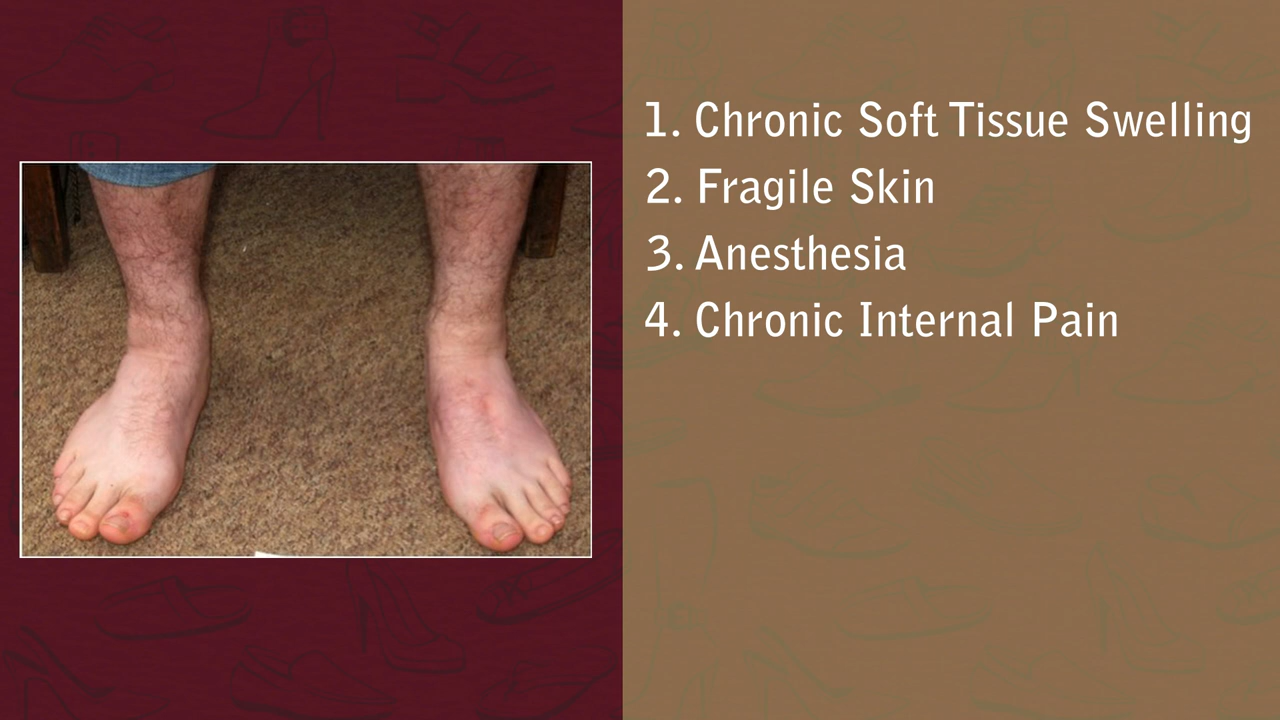 1. Chronic Soft Tissue Swelling
2. Fragile Skin
3. Anesthesia
4. Chronic Internal Pain